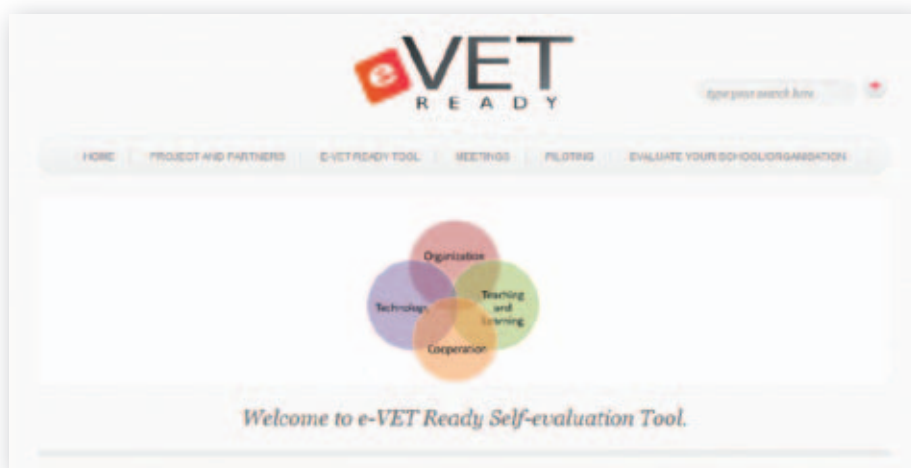 eVET
READY
type your search here
HOME PROJECT AND PARTNERS E-VET READY TOOL MEETINGS PILOTING EVALUATE YOUR SCHOOL/ORGANISATION
Organization
Technology
Teaching
and
Learning
Cooperation
Welcome to e-VET Ready Self-evaluation Tool.